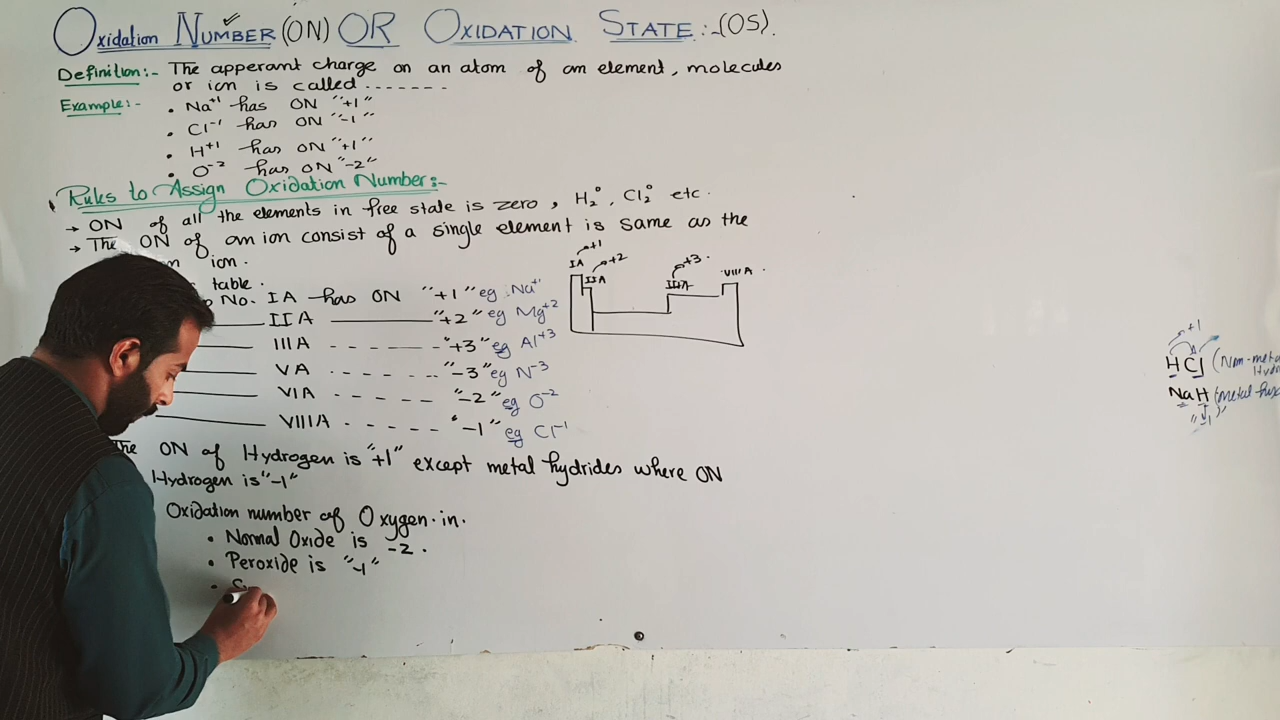 Oxidation NUMBER (ON) OR OXIDATION STATE:-(OS).
Definition:- The apperant charge on an atom of an element, molecules
or ion is called.......
Example:-
• Na⁺¹ has ON "+1"
• Cl⁻¹ has ON "-1"
• H⁺¹ has ON "+1"
• O⁻² has ON "-2"
Rules to Assign Oxidation Number:-
→ ON of all the elements in free state is zero, H₂°, Cl₂° etc.
→ The ON of an ion consist of a single element is same as the
ion.
table.
No. IA has ON "+1" eg: Na⁺¹
IIA "+2" eg Mg⁺²
IIIA - - - - - - "+3" eg Al⁺³
VA - - - - - - "-3" eg N⁻³
VIA - - - - - - "-2" eg O⁻²
VIIIA - - - - - - "-1" eg Cl⁻¹
The ON of Hydrogen is "+1" except metal hydrides where ON
Hydrogen is "-1"
Oxidation number of Oxygen in.
• Normal Oxide is -2.
• Peroxide is "-1"
• S
IA +1
IIA +2
IIIA +3.
VIIIA.
+1
HCl (Non-metal
NaH (metal
"-1"